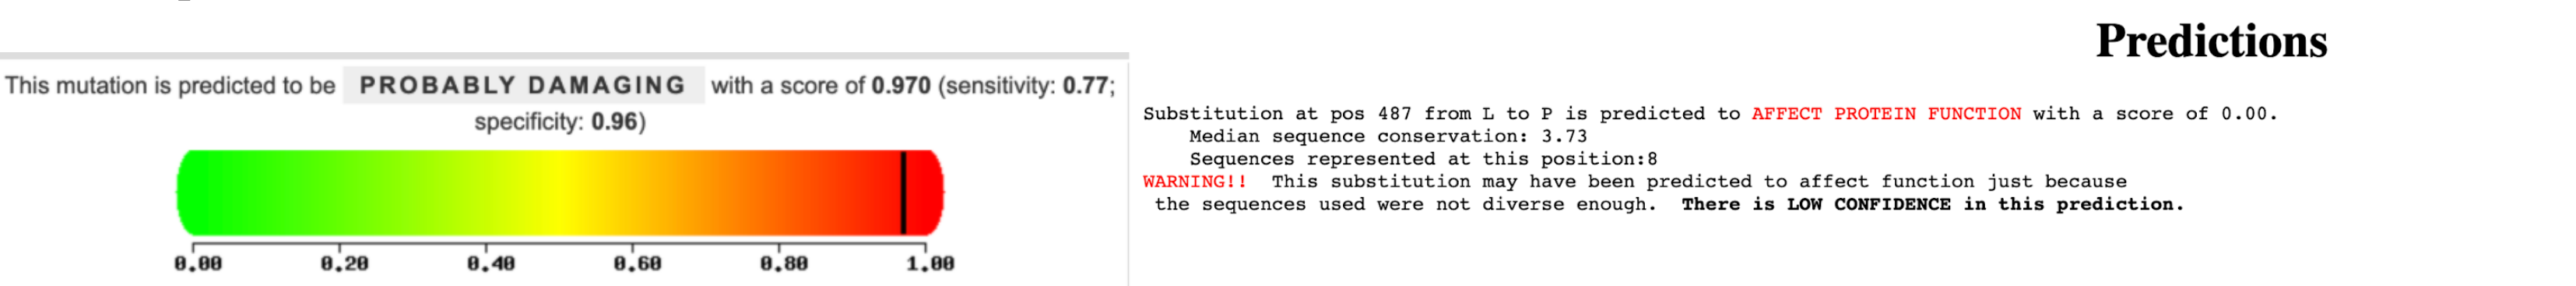 This mutation is predicted to be PROBABLY DAMAGING with a score of 0.970 (sensitivity: 0.77;
specificity: 0.96)
0.00 0.20 0.40 0.60 0.80 1.00
Predictions
Substitution at pos 487 from L to P is predicted to AFFECT PROTEIN FUNCTION with a score of 0.00.
Median sequence conservation: 3.73
Sequences represented at this position:8
WARNING!! This substitution may have been predicted to affect function just because
the sequences used were not diverse enough. There is LOW CONFIDENCE in this prediction.